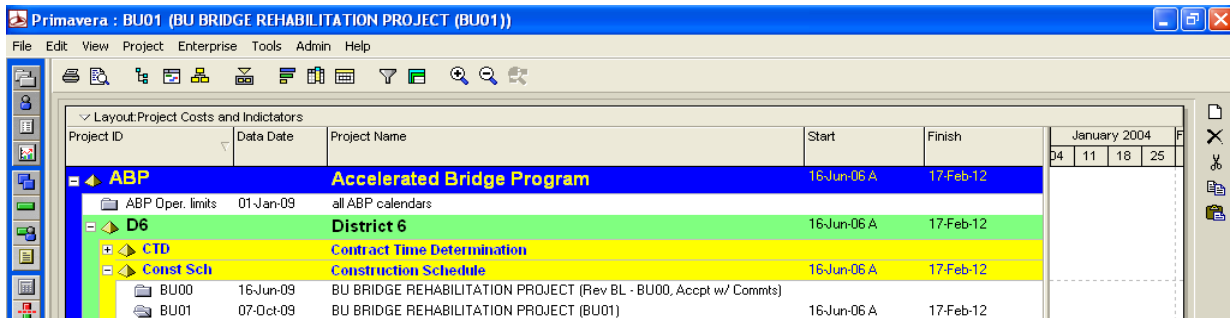 Primavera : BU01 (BU BRIDGE REHABILITATION PROJECT (BU01))
File Edit View Project Enterprise Tools Admin Help
Layout:Project Costs and Indictators
Project ID Data Date Project Name Start Finish January 2004 F
04 11 18 25
ABP Accelerated Bridge Program 16-Jun-06 A 17-Feb-12
ABP Oper. limits 01-Jan-09 all ABP calendars
D6 District 6 16-Jun-06 A 17-Feb-12
CTD Contract Time Determination
Const Sch Construction Schedule 16-Jun-06 A 17-Feb-12
BU00 16-Jun-09 BU BRIDGE REHABILITATION PROJECT (Rev BL - BU00, Accpt w/ Commts)
BU01 07-Oct-09 BU BRIDGE REHABILITATION PROJECT (BU01) 16-Jun-06 A 17-Feb-12